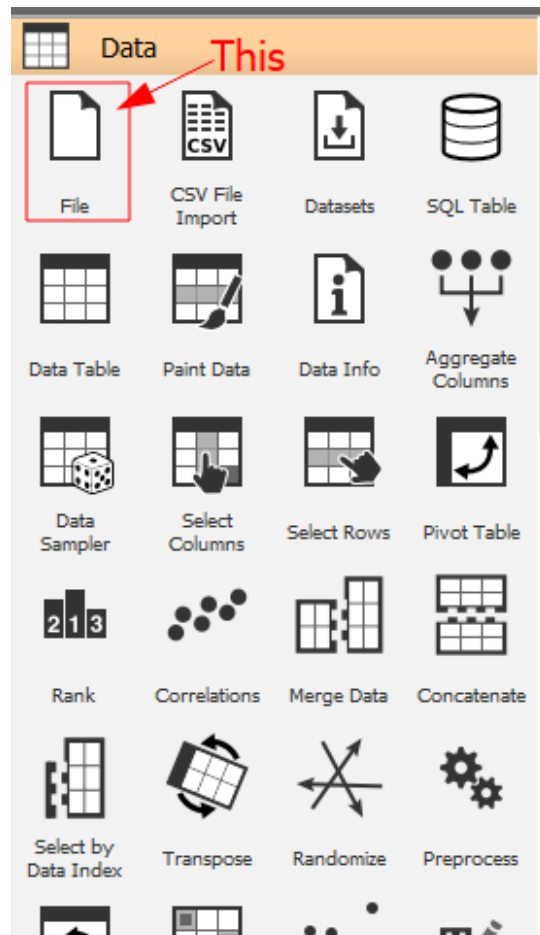 Data
This
CSV
File
CSV File
Import
Datasets
SQL Table
i
Data Table
Paint Data
Data Info
Aggregate
Columns
Data
Sampler
Select
Columns
Select Rows
Pivot Table
2 1 3
Rank
Correlations
Merge Data
Concatenate
Select by
Data Index
Transpose
Randomize
Preprocess